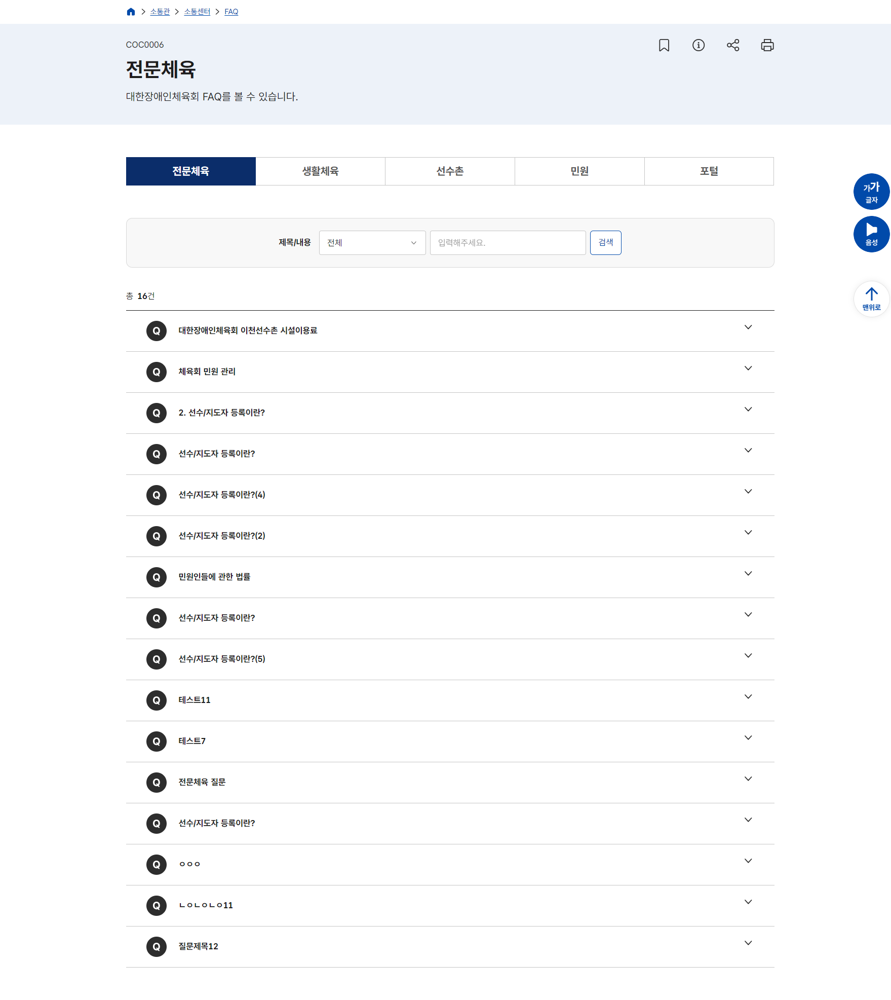 소통관 소통센터 FAQ
COC0006
전문체육
대한장애인체육회 FAQ를 볼 수 있습니다.
전문체육 생활체육 선수촌 민원 포털
가가
글자
음성
맨위로
제목/내용 전체 입력해주세요. 검색
총 16건
Q 대한장애인체육회 이천선수촌 시설이용료
Q 체육회 민원 관리
Q 2. 선수/지도자 등록이란?
Q 선수/지도자 등록이란?
Q 선수/지도자 등록이란?(4)
Q 선수/지도자 등록이란?(2)
Q 민원인들에 관한 법률
Q 선수/지도자 등록이란?
Q 선수/지도자 등록이란?(5)
Q 테스트11
Q 테스트7
Q 전문체육 질문
Q 선수/지도자 등록이란?
Q ㅇㅇㅇ
Q ㄴㅇㄴㅇㄴㅇ11
Q 질문제목12